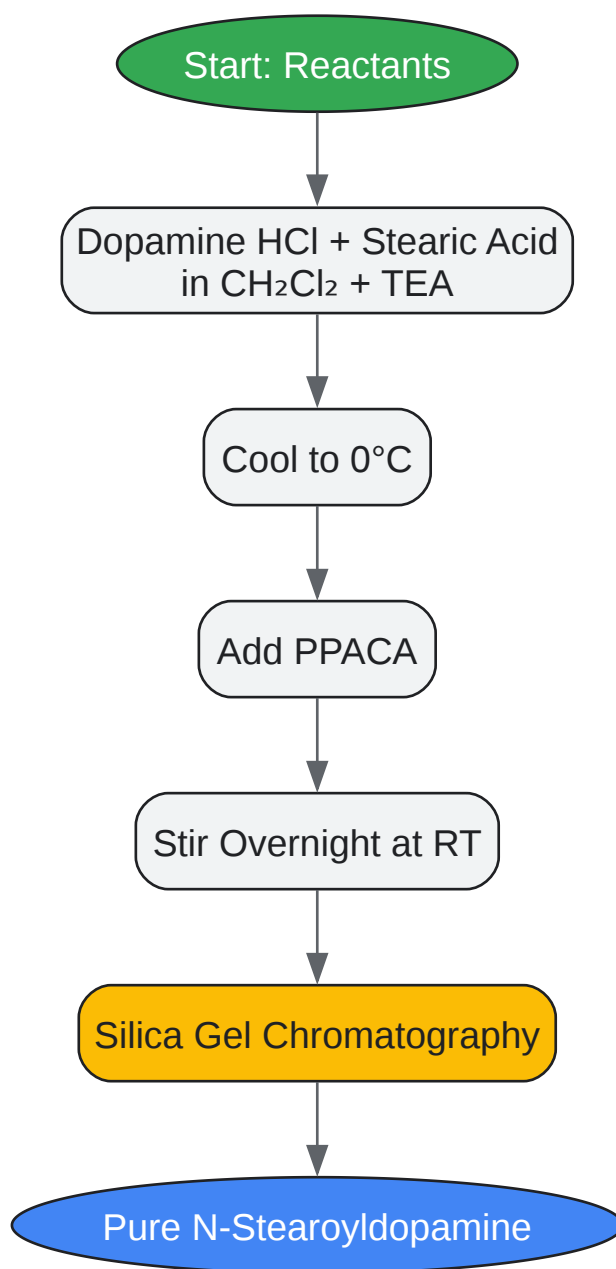 Start: Reactants
Dopamine HCl + Stearic Acid
in CH₂Cl₂ + TEA
Cool to 0°C
Add PPACA
Stir Overnight at RT
Silica Gel Chromatography
Pure N-Stearoyldopamine